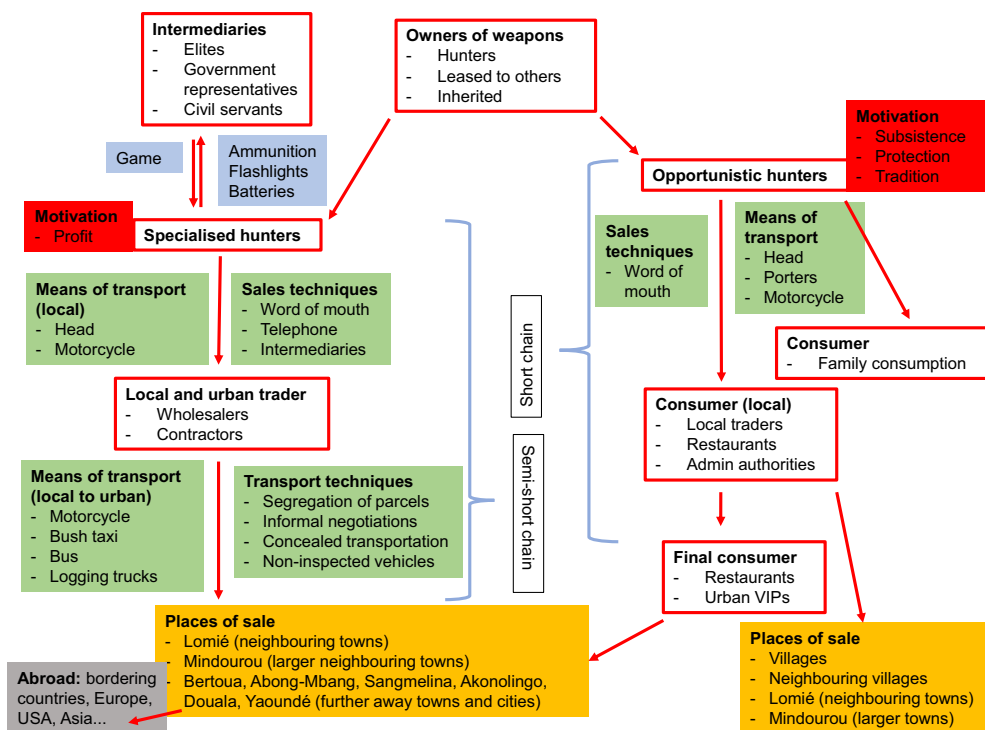 Intermediaries
- Elites
- Government
representatives
- Civil servants
Owners of weapons
- Hunters
- Leased to others
- Inherited
Motivation
- Subsistence
- Protection
- Tradition
Game
Ammunition
Flashlights
Batteries
Opportunistic hunters
Motivation
- Profit
Specialised hunters
Sales
techniques
- Word of
mouth
Means of
transport
- Head
- Porters
- Motorcycle
Means of transport
(local)
- Head
- Motorcycle
Sales techniques
- Word of mouth
- Telephone
- Intermediaries
Short chain
Consumer
- Family consumption
Local and urban trader
- Wholesalers
- Contractors
Consumer (local)
- Local traders
- Restaurants
- Admin authorities
Semi-short chain
Means of transport
(local to urban)
- Motorcycle
- Bush taxi
- Bus
- Logging trucks
Transport techniques
- Segregation of parcels
- Informal negotiations
- Concealed transportation
- Non-inspected vehicles
Final consumer
- Restaurants
- Urban VIPs
Places of sale
- Lomié (neighbouring towns)
- Mindourou (larger neighbouring towns)
- Bertoua, Abong-Mbang, Sangmelina, Akonolingo,
Douala, Yaoundé (further away towns and cities)
Places of sale
- Villages
- Neighbouring villages
- Lomié (neighbouring towns)
- Mindourou (larger towns)
Abroad: bordering
countries, Europe,
USA, Asia...